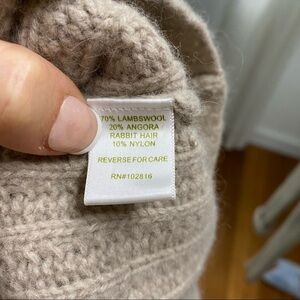 70% LAMBSWOOL
20% ANGORA
RABBIT HAIR
10% NYLON
REVERSE FOR CARE
RN#102816